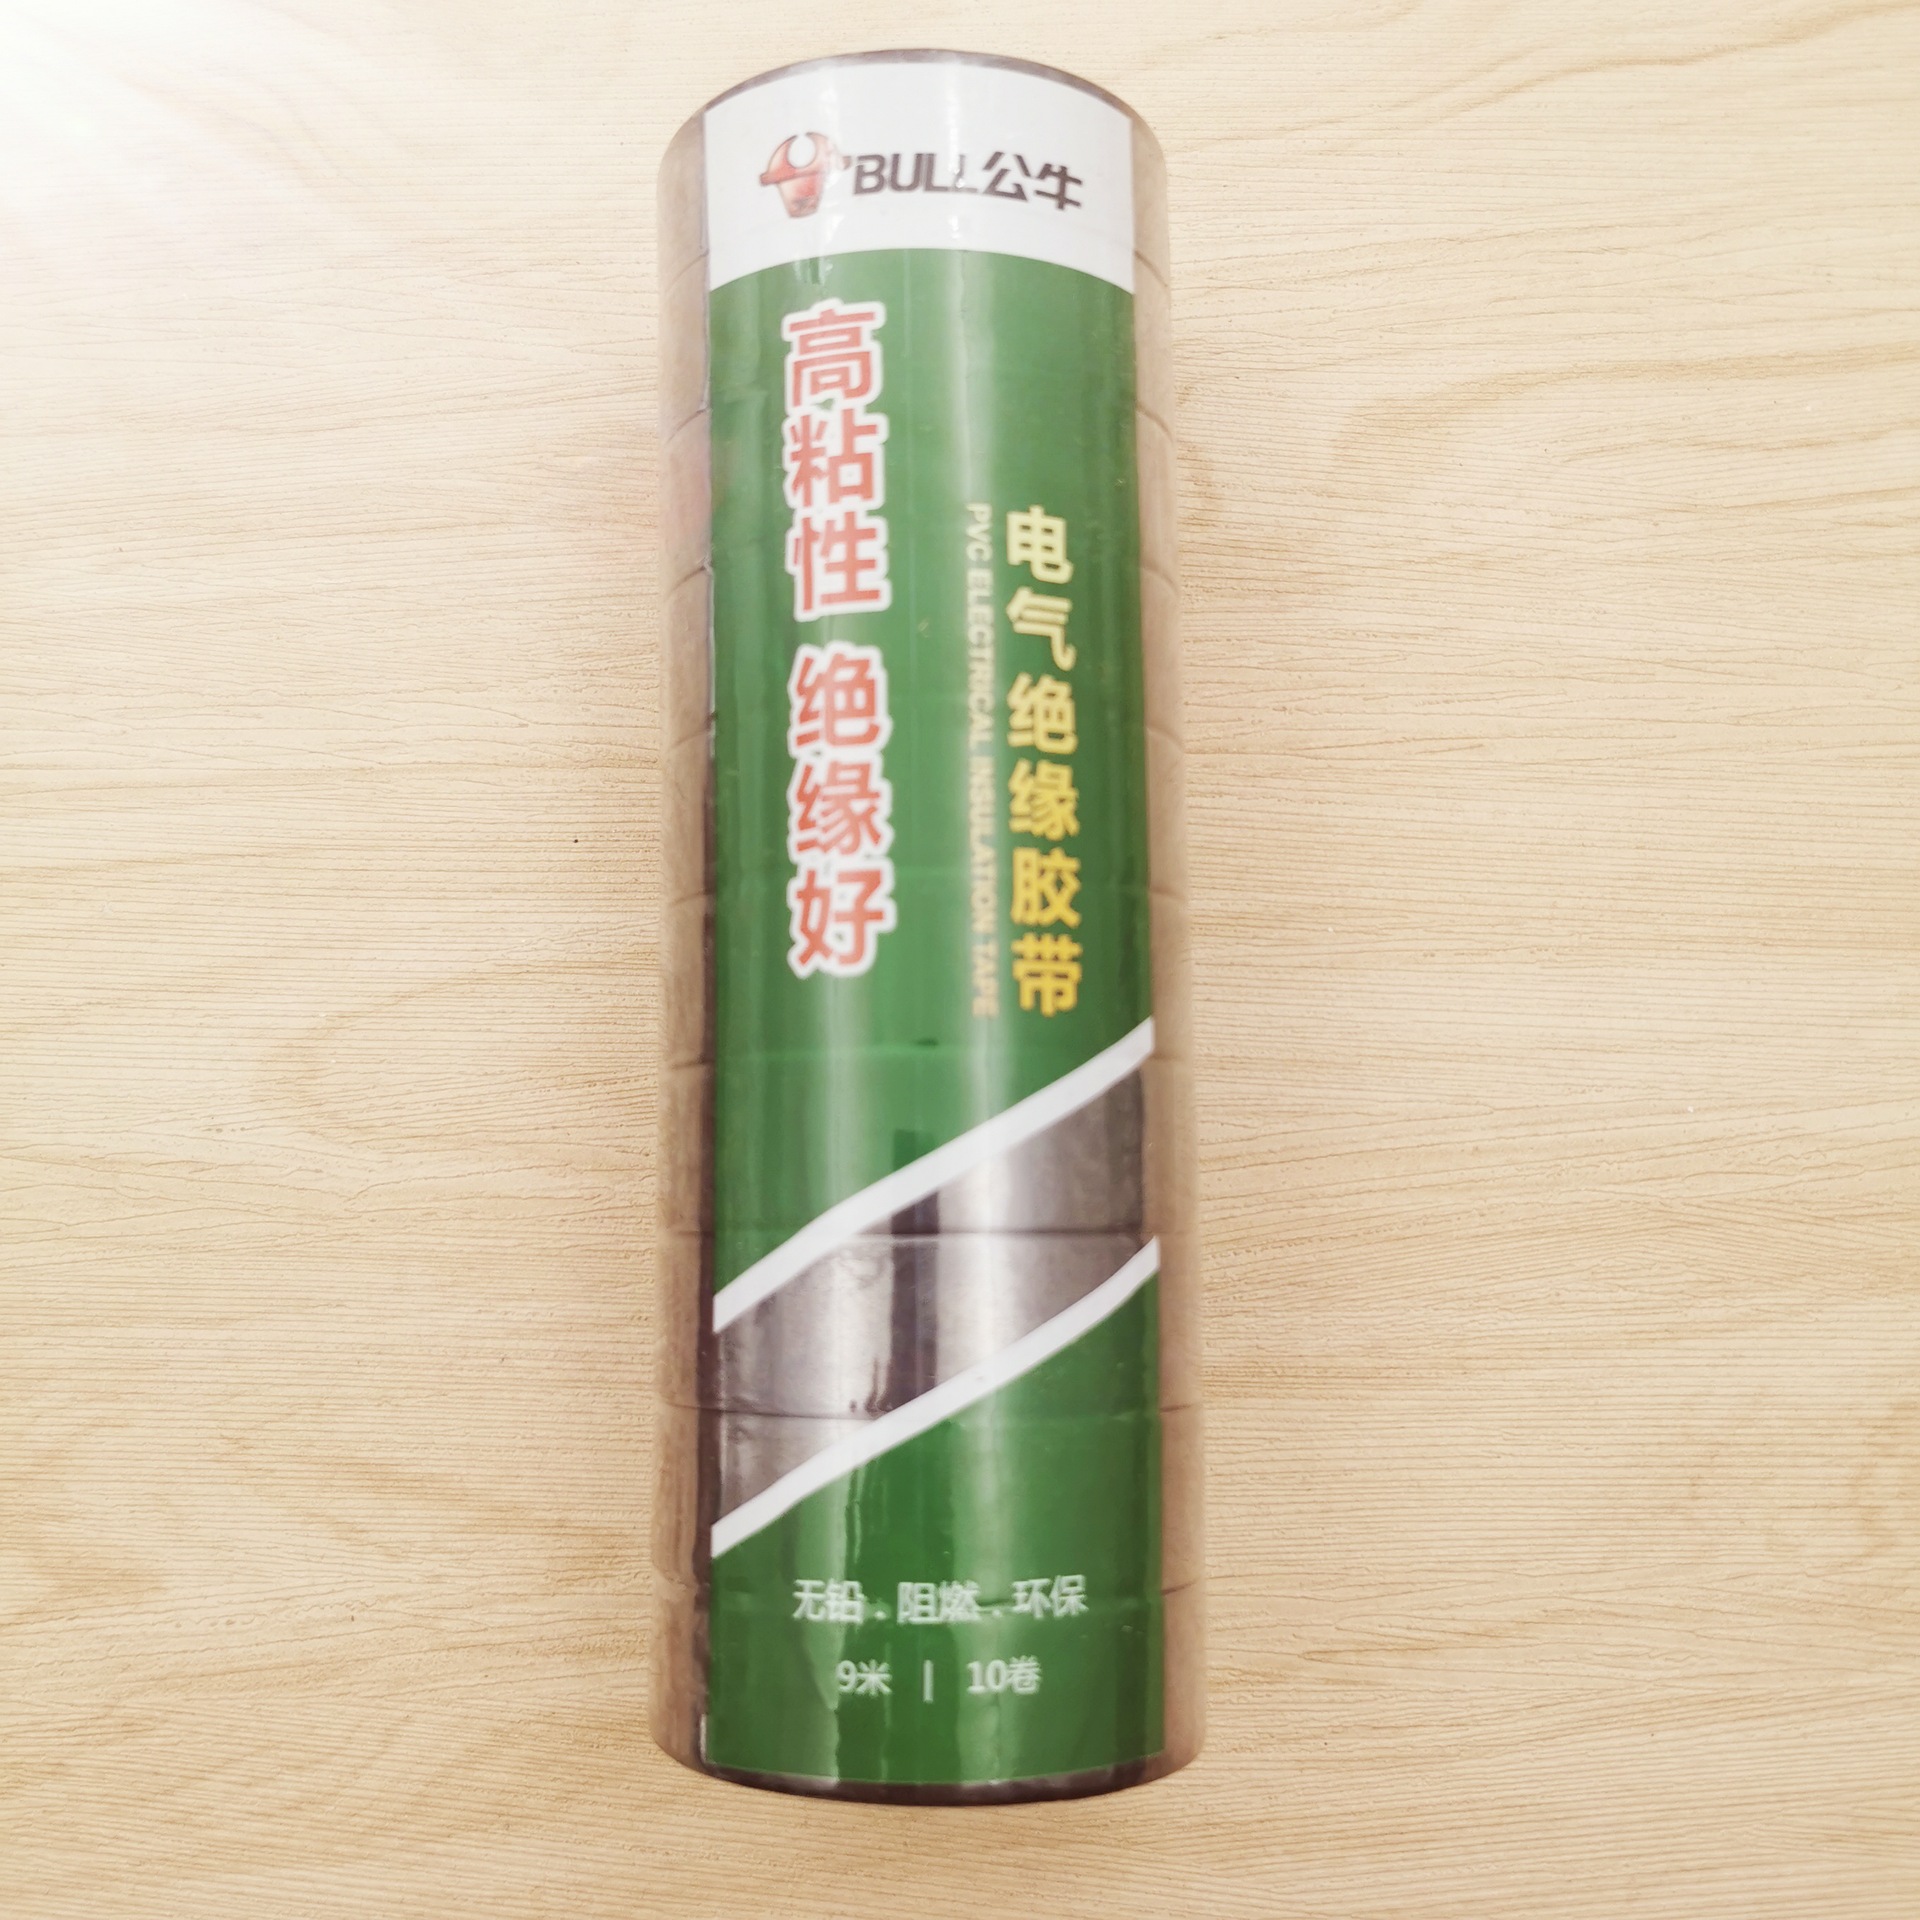 BULL公牛
高粘性 绝缘好
电气绝缘胶带
PVC ELECTRICAL INSULATION TAPE
无铅.阻燃.环保
9米 | 10卷